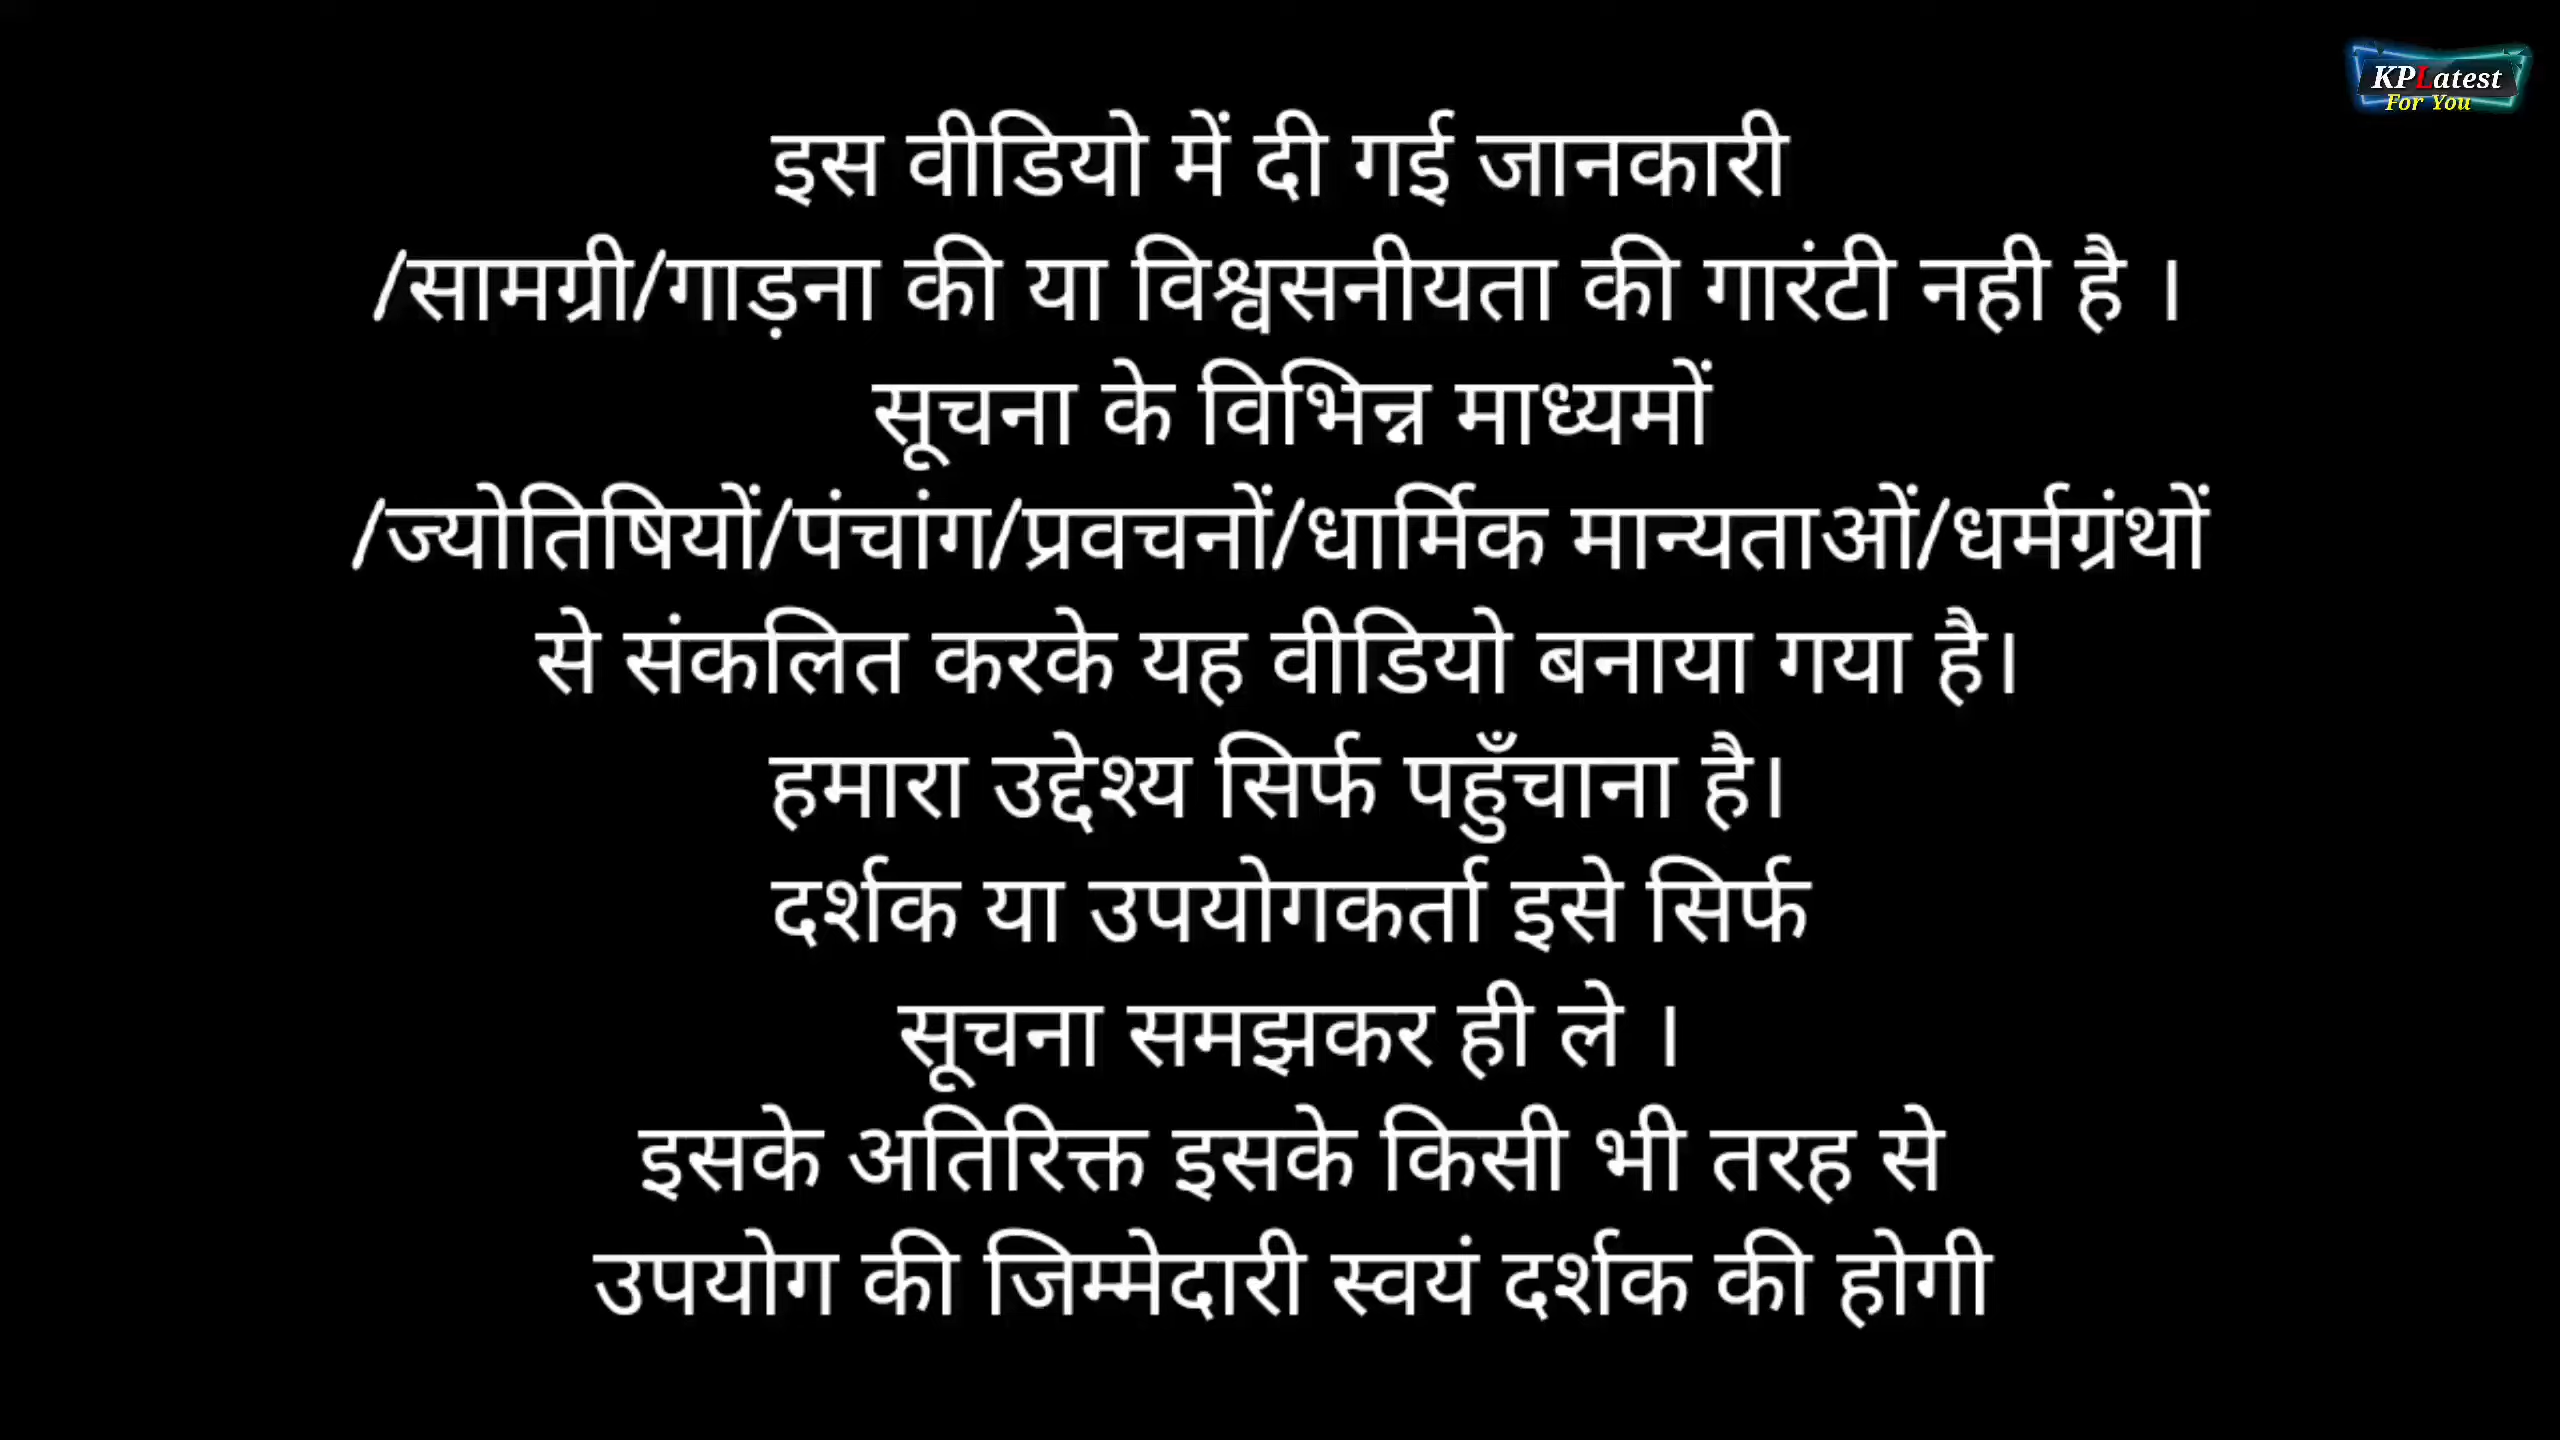 KPLatest
For You
इस वीडियो में दी गई जानकारी
/सामग्री/गाड़ना की या विश्वसनीयता की गारंटी नही है ।
सूचना के विभिन्न माध्यमों
/ज्योतिषियों/पंचांग/प्रवचनों/धार्मिक मान्यताओं/धर्मग्रंथों
से संकलित करके यह वीडियो बनाया गया है।
हमारा उद्देश्य सिर्फ पहुँचाना है।
दर्शक या उपयोगकर्ता इसे सिर्फ
सूचना समझकर ही ले ।
इसके अतिरिक्त इसके किसी भी तरह से
उपयोग की जिम्मेदारी स्वयं दर्शक की होगी